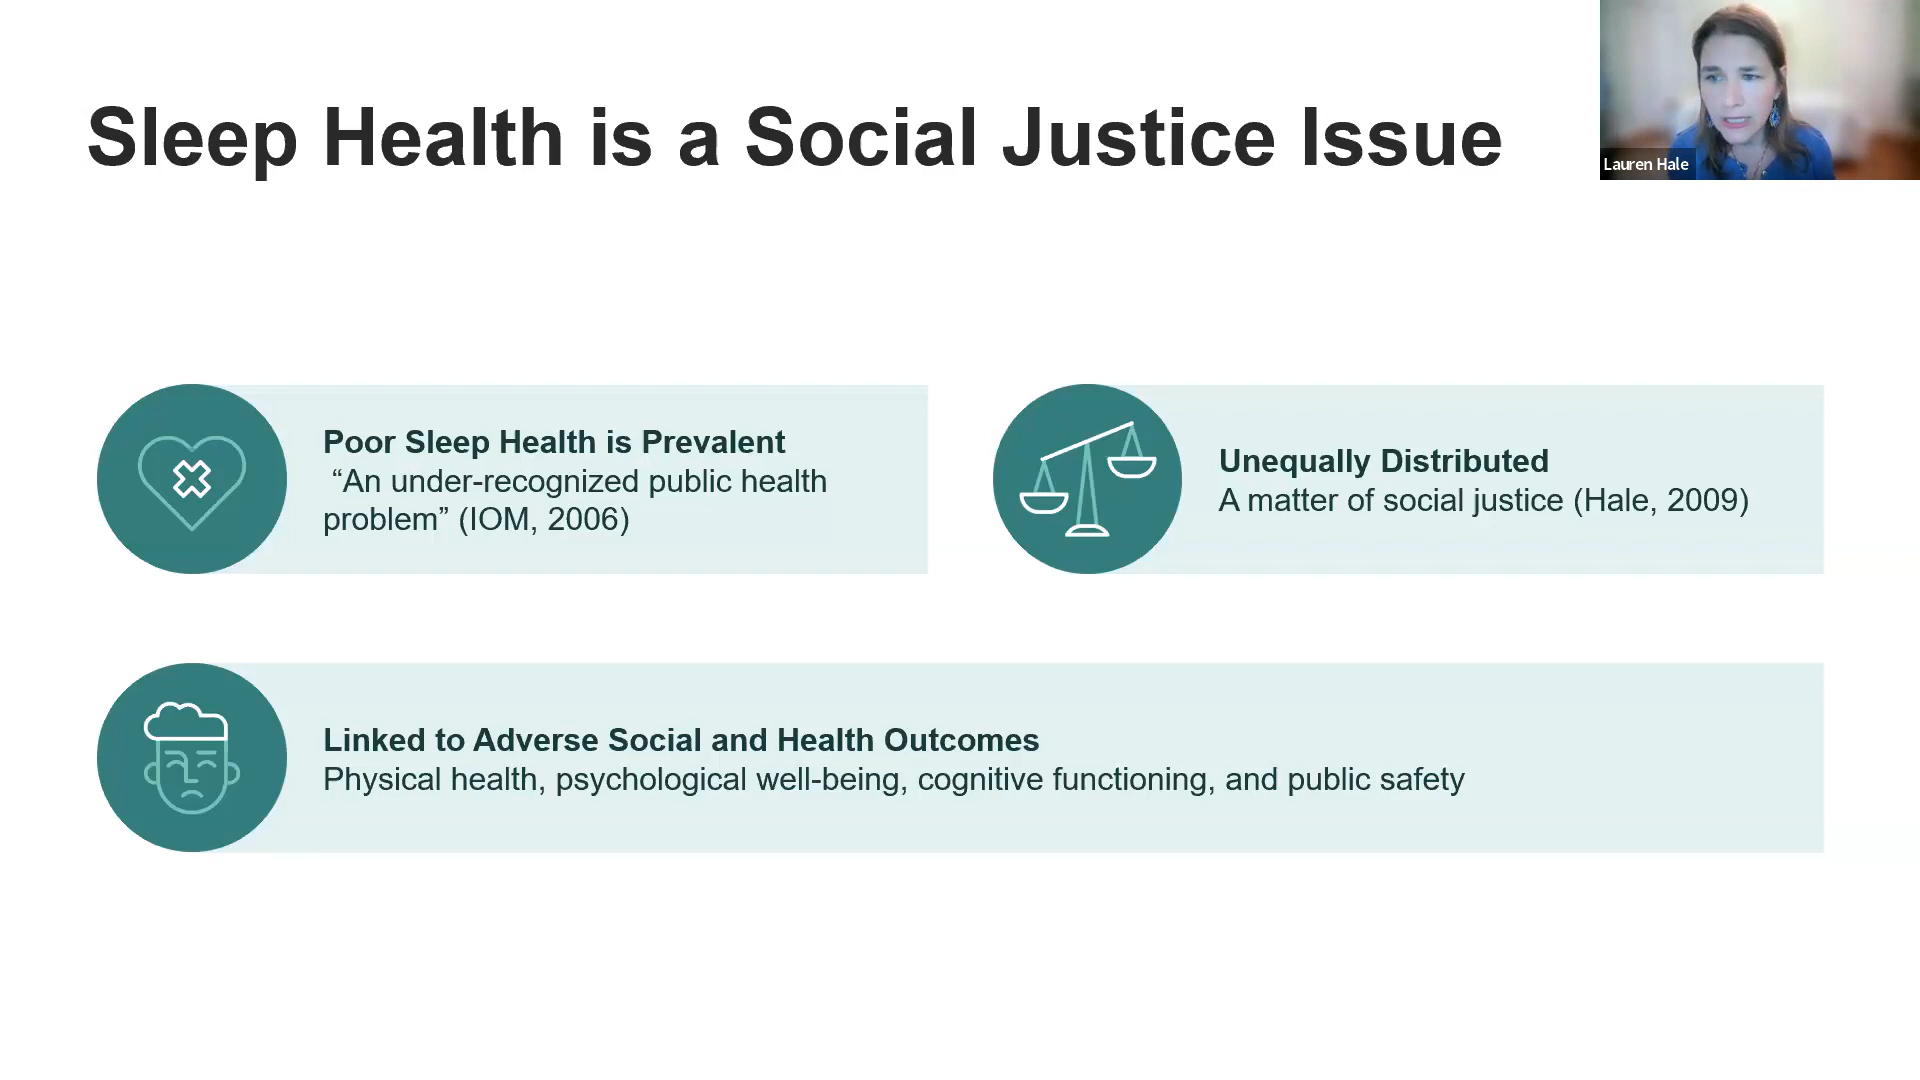 Sleep Health is a Social Justice Issue
Lauren Hale
Poor Sleep Health is Prevalent
“An under-recognized public health
problem” (IOM, 2006)
Unequally Distributed
A matter of social justice (Hale, 2009)
Linked to Adverse Social and Health Outcomes
Physical health, psychological well-being, cognitive functioning, and public safety